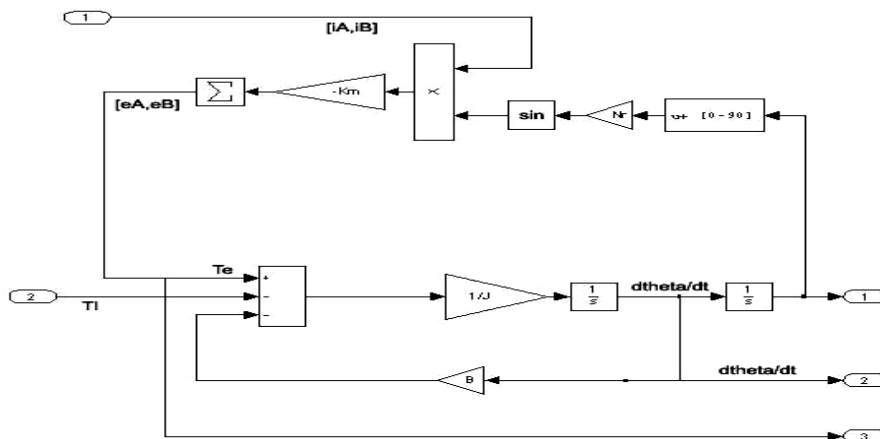 1
[iA,iB]
-Km
[eA,eB]
sin
Nr
u+ [0 -90]
Te
2
Tl
+
-
-
1/J
1
s
dtheta/dt
1
s
1
B
dtheta/dt
2
3